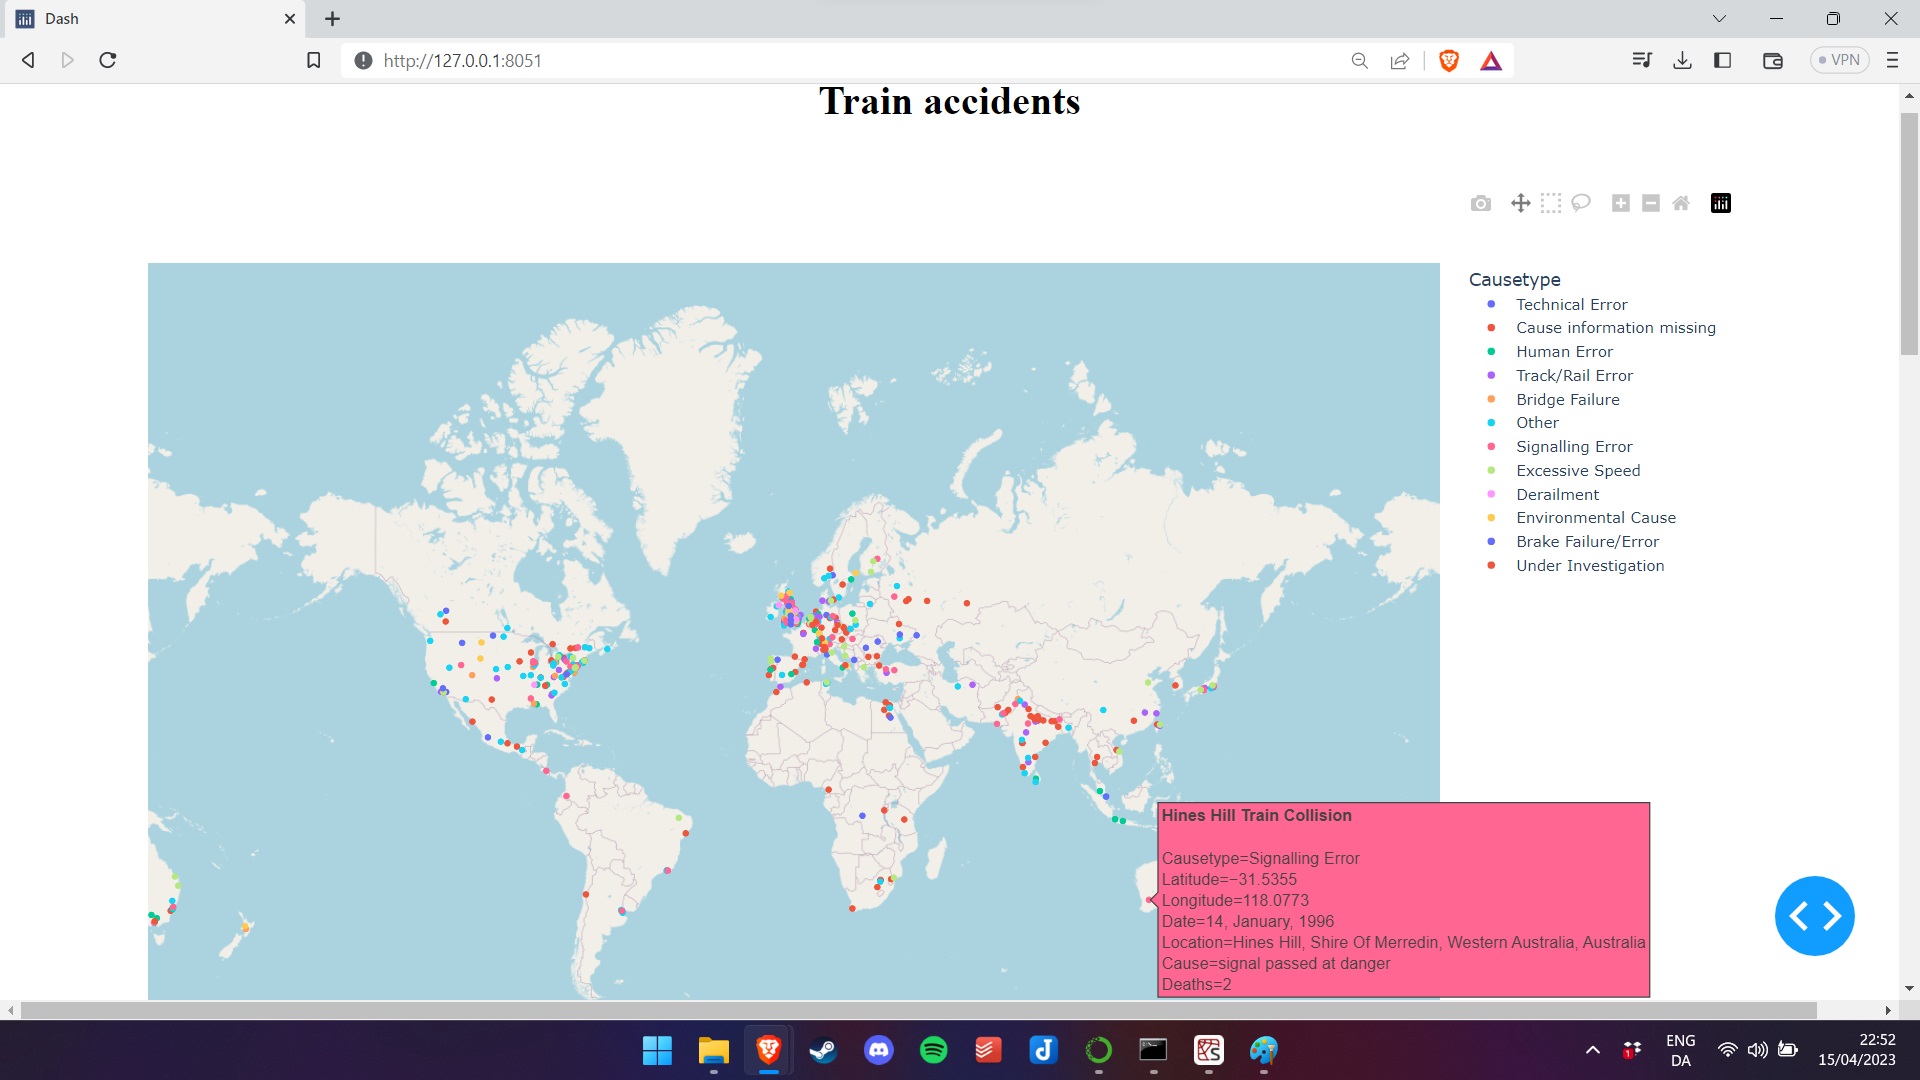 Dash
http://127.0.0.1:8051
VPN
Train accidents
Causetype
Technical Error
Cause information missing
Human Error
Track/Rail Error
Bridge Failure
Other
Signalling Error
Excessive Speed
Derailment
Environmental Cause
Brake Failure/Error
Under Investigation
Hines Hill Train Collision
Causetype=Signalling Error
Latitude=−31.5355
Longitude=118.0773
Date=14, January, 1996
Location=Hines Hill, Shire Of Merredin, Western Australia, Australia
Cause=signal passed at danger
Deaths=2
1
ENG
DA
22:52
15/04/2023